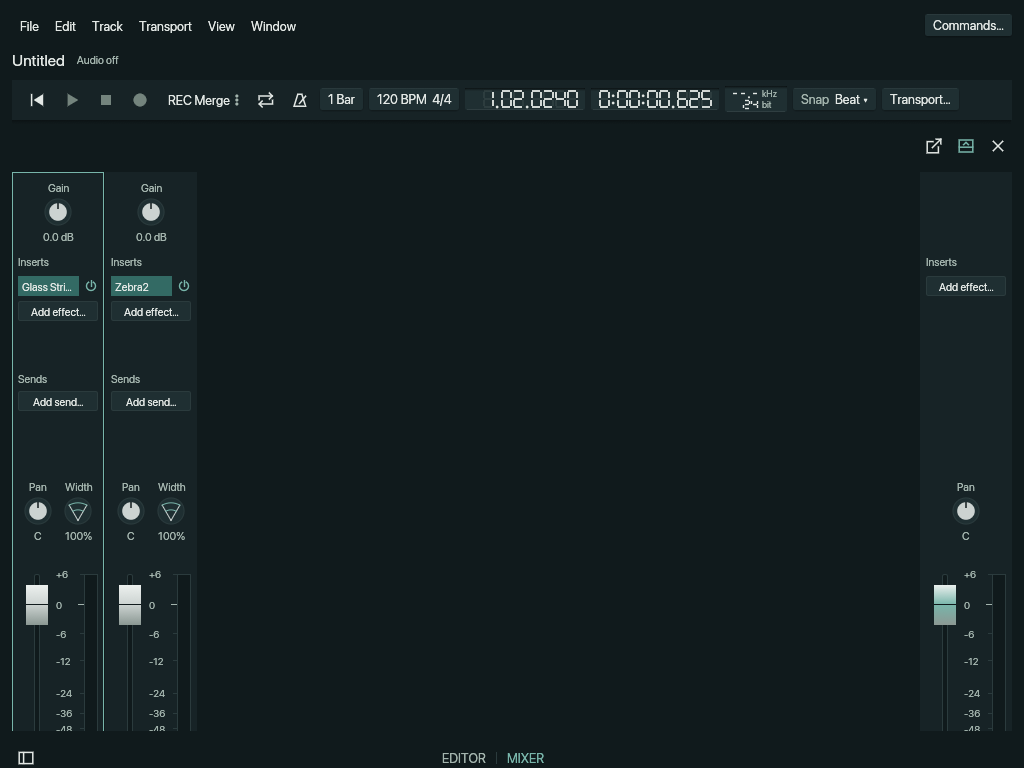 File Edit Track Transport View Window Commands...
Untitled Audio off
REC Merge 1 Bar 120 BPM 4/4 1.02.0240 0:00:00.625 --.- kHz -- bit Snap Beat Transport...
Gain Gain
0.0 dB 0.0 dB
Inserts Inserts Inserts
Glass Stri... Zebra2 Add effect...
Add effect... Add effect...
Sends Sends
Add send... Add send...
Pan Width Pan Width Pan
C 100% C 100% C
+6 +6 +6
0 0 0
-6 -6 -6
-12 -12 -12
-24 -24 -24
-36 -36 -36
-48 -48 -48
EDITOR MIXER